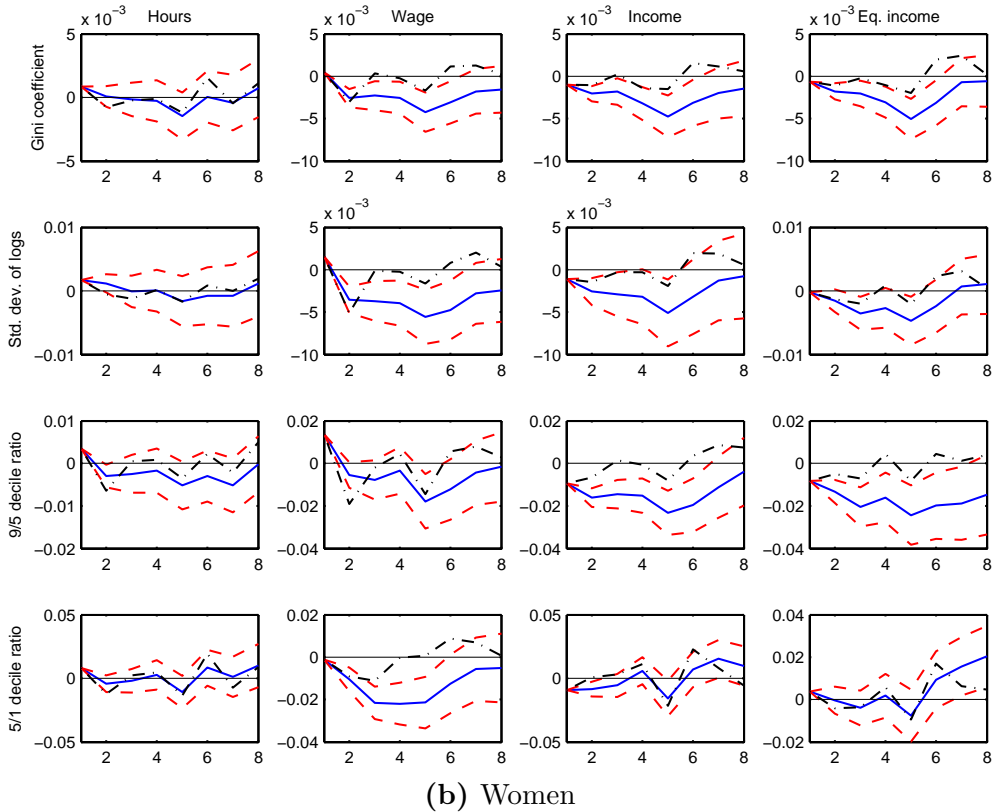 Hours Wage Income Eq. income
x 10⁻³ x 10⁻³ x 10⁻³ x 10⁻³
Gini coefficient
5 0 −5
2 4 6 8
5 0 −5 −10
2 4 6 8
5 0 −5 −10
2 4 6 8
5 0 −5 −10
2 4 6 8
Std. dev. of logs
0.01 0 −0.01
2 4 6 8
x 10⁻³
5 0 −5 −10
2 4 6 8
x 10⁻³
5 0 −5 −10
2 4 6 8
0.01 0 −0.01
2 4 6 8
9/5 decile ratio
0.01 0 −0.01 −0.02
2 4 6 8
0.02 0 −0.02 −0.04
2 4 6 8
0.02 0 −0.02 −0.04
2 4 6 8
0.02 0 −0.02 −0.04
2 4 6 8
5/1 decile ratio
0.05 0 −0.05
2 4 6 8
0.02 0 −0.02 −0.04
2 4 6 8
0.05 0 −0.05
2 4 6 8
0.04 0.02 0 −0.02
2 4 6 8
(b) Women